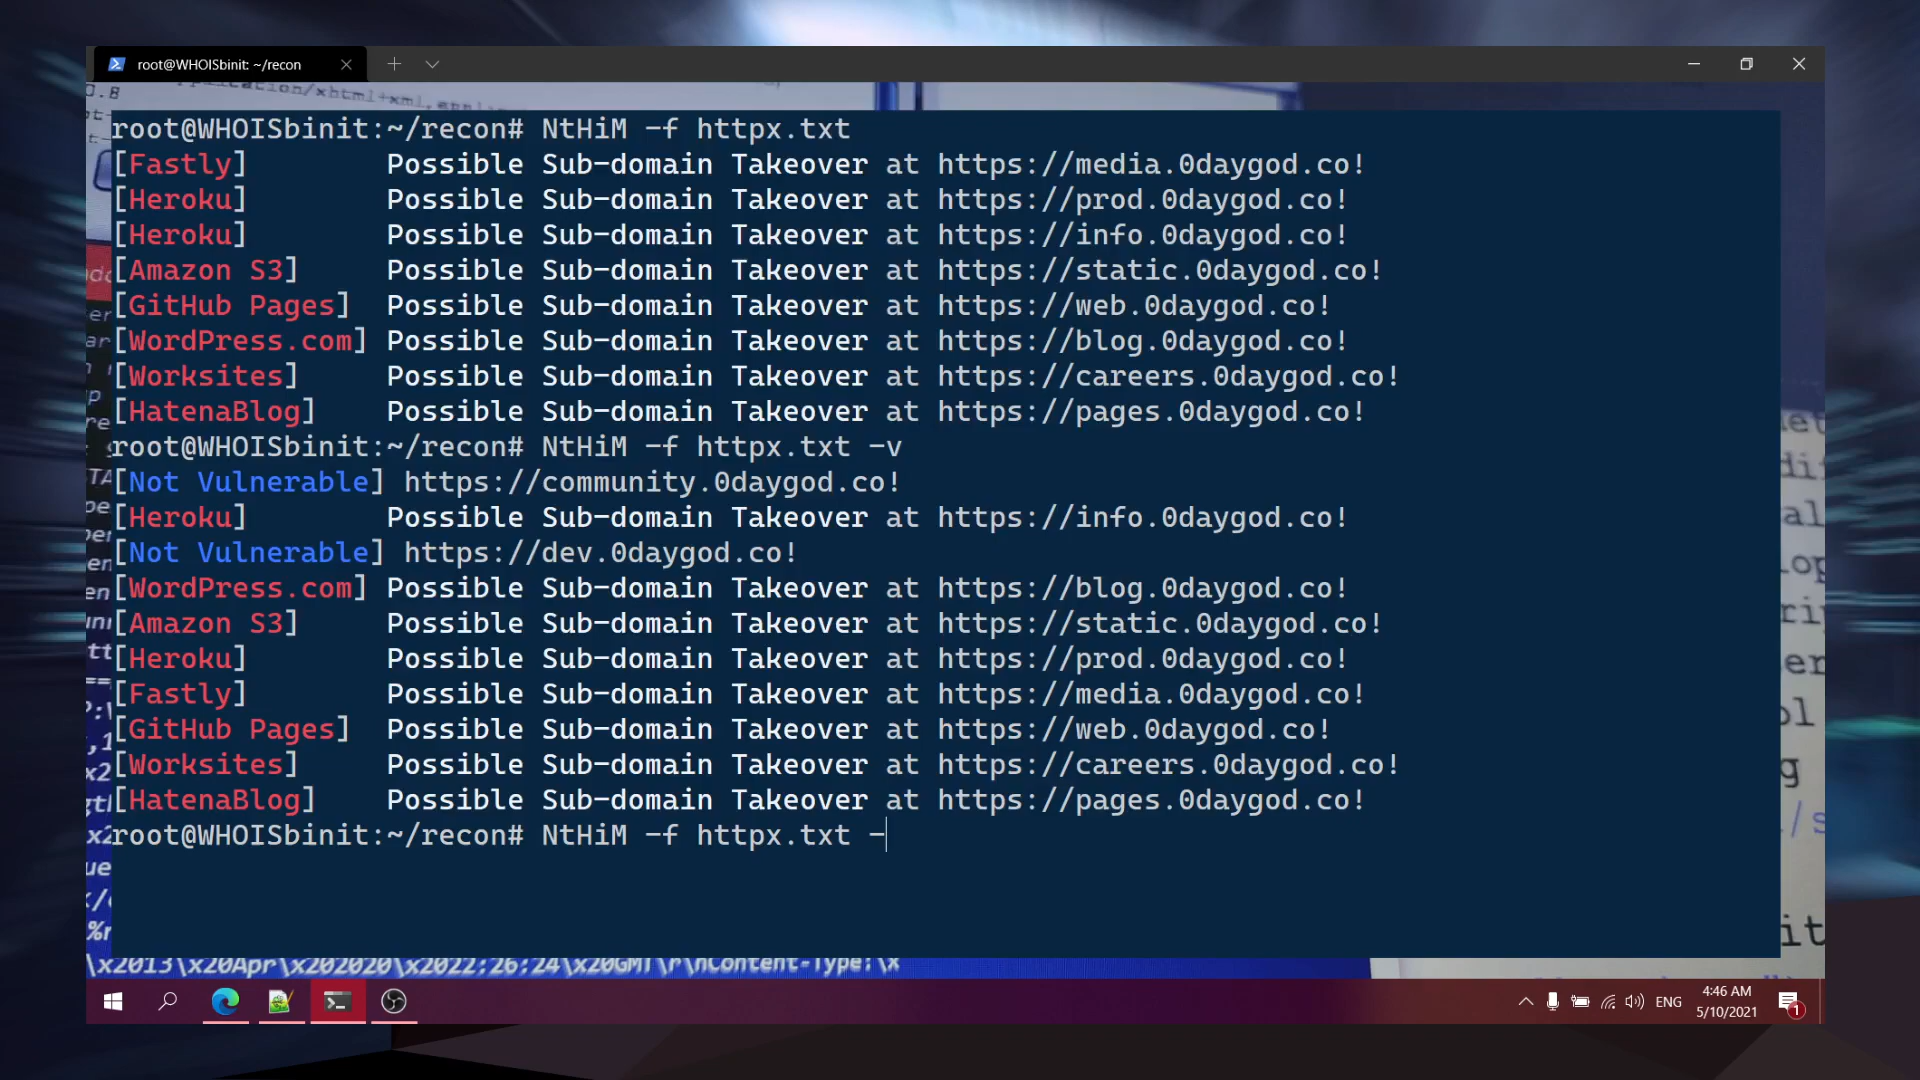 root@WHOISbinit: ~/recon
root@WHOISbinit:~/recon# NtHiM -f httpx.txt
[Fastly] Possible Sub-domain Takeover at https://media.0daygod.co!
[Heroku] Possible Sub-domain Takeover at https://prod.0daygod.co!
[Heroku] Possible Sub-domain Takeover at https://info.0daygod.co!
[Amazon S3] Possible Sub-domain Takeover at https://static.0daygod.co!
[GitHub Pages] Possible Sub-domain Takeover at https://web.0daygod.co!
[WordPress.com] Possible Sub-domain Takeover at https://blog.0daygod.co!
[Worksites] Possible Sub-domain Takeover at https://careers.0daygod.co!
[HatenaBlog] Possible Sub-domain Takeover at https://pages.0daygod.co!
root@WHOISbinit:~/recon# NtHiM -f httpx.txt -v
[Not Vulnerable] https://community.0daygod.co!
[Heroku] Possible Sub-domain Takeover at https://info.0daygod.co!
[Not Vulnerable] https://dev.0daygod.co!
[WordPress.com] Possible Sub-domain Takeover at https://blog.0daygod.co!
[Amazon S3] Possible Sub-domain Takeover at https://static.0daygod.co!
[Heroku] Possible Sub-domain Takeover at https://prod.0daygod.co!
[Fastly] Possible Sub-domain Takeover at https://media.0daygod.co!
[GitHub Pages] Possible Sub-domain Takeover at https://web.0daygod.co!
[Worksites] Possible Sub-domain Takeover at https://careers.0daygod.co!
[HatenaBlog] Possible Sub-domain Takeover at https://pages.0daygod.co!
root@WHOISbinit:~/recon# NtHiM -f httpx.txt -
\x2013\x20Apr\x202020\x2022:26:24\x20GMT\r\nContent-Type:\x
ENG
4:46 AM
5/10/2021
1